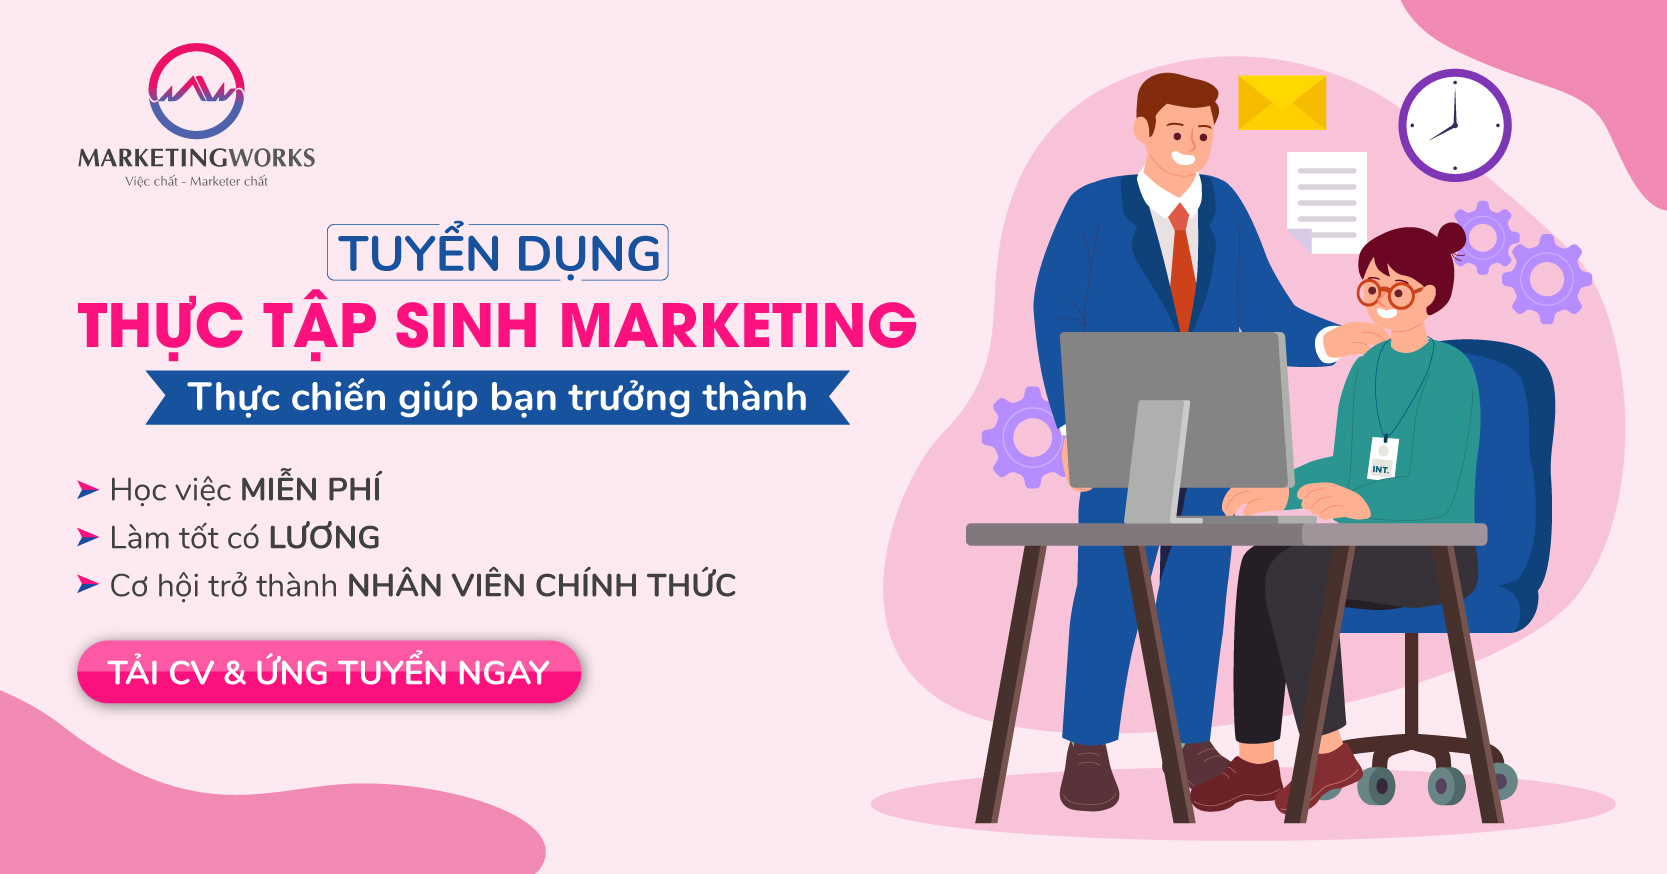 MARKETINGWORKS
Việc chất - Marketer chất
TUYỂN DỤNG
THỰC TẬP SINH MARKETING
Thực chiến giúp bạn trưởng thành
Học việc MIỄN PHÍ
Làm tốt có LƯƠNG
Cơ hội trở thành NHÂN VIÊN CHÍNH THỨC
TẢI CV & ỨNG TUYỂN NGAY
INT.